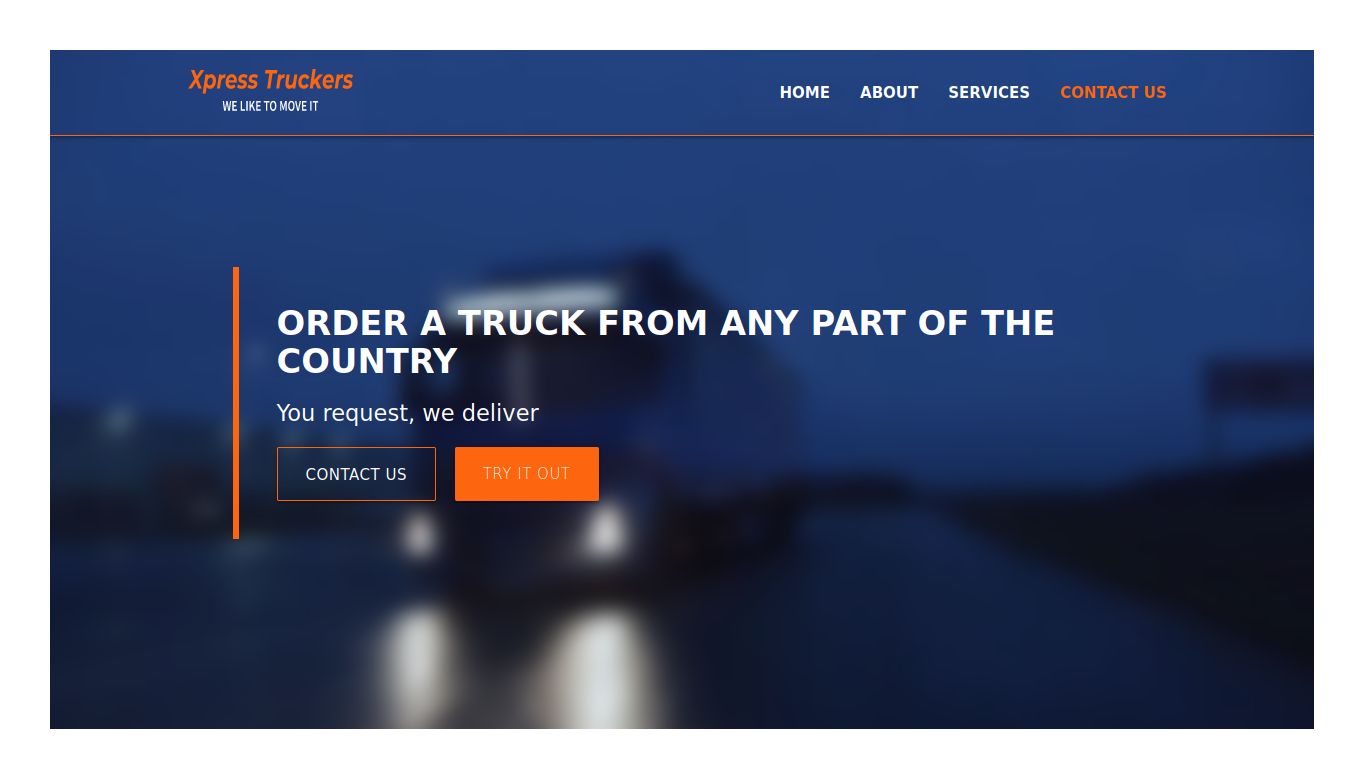 Xpress Truckers
WE LIKE TO MOVE IT
HOME ABOUT SERVICES CONTACT US
ORDER A TRUCK FROM ANY PART OF THE
COUNTRY
You request, we deliver
CONTACT US TRY IT OUT